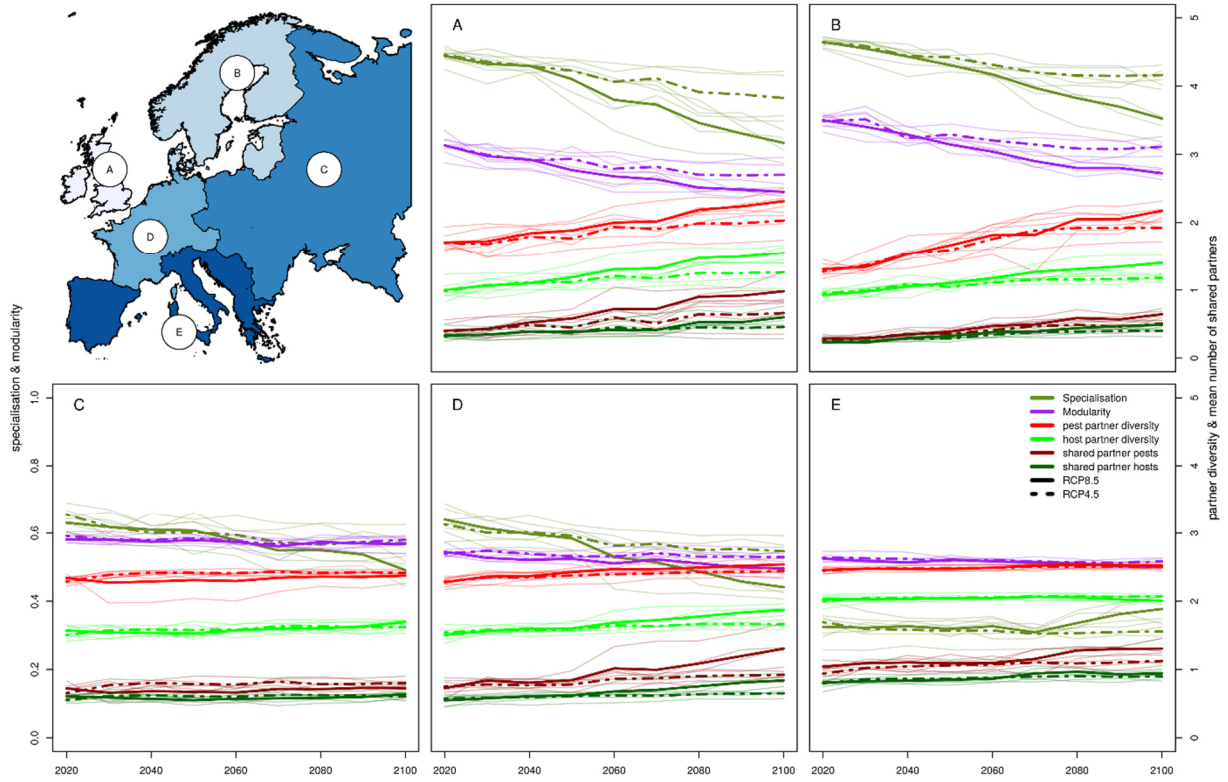 A
B
C
D
E
A
B
5
4
3
2
1
0
specialisation & modularity
partner diversity & mean number of shared partners
C
1.0
0.8
0.6
0.4
0.2
0.0
D
E
Specialisation
Modularity
pest partner diversity
host partner diversity
shared partner pests
shared partner hosts
RCP8.5
RCP4.5
5
4
3
2
1
0
2020 2040 2060 2080 2100
2020 2040 2060 2080 2100
2020 2040 2060 2080 2100